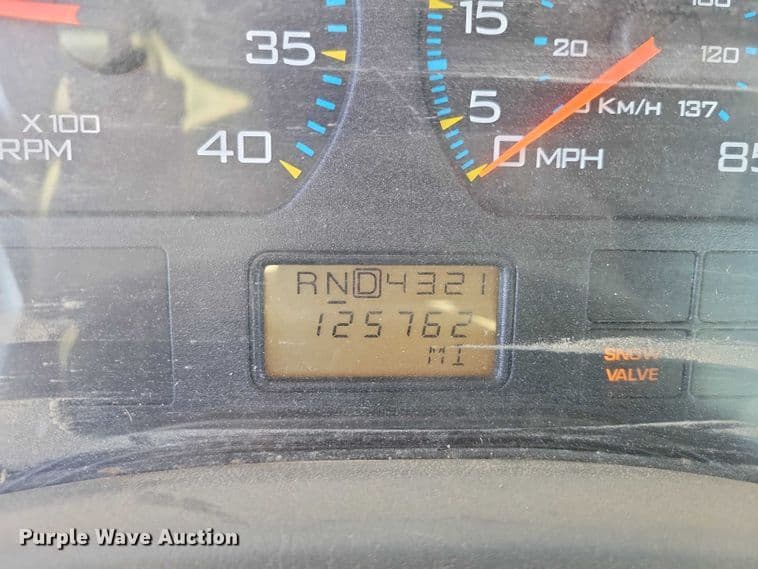 35
40
X 100
RPM
15
5
0 MPH
20
0 KM/H 137
120
85
RND4321
125762
MI
SNOW
VALVE
Purple Wave Auction